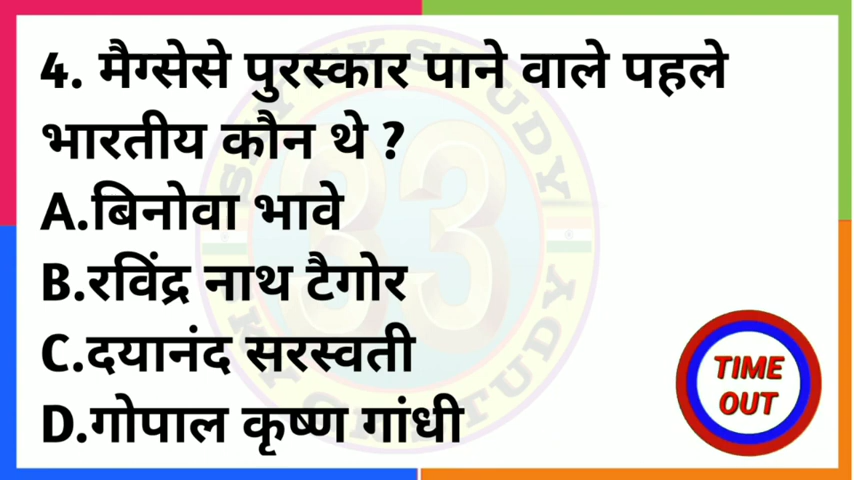 4. मैग्सेसे पुरस्कार पाने वाले पहले
भारतीय कौन थे ?
A.बिनोवा भावे
B.रविंद्र नाथ टैगोर
C.दयानंद सरस्वती
D.गोपाल कृष्ण गांधी
TIME
OUT